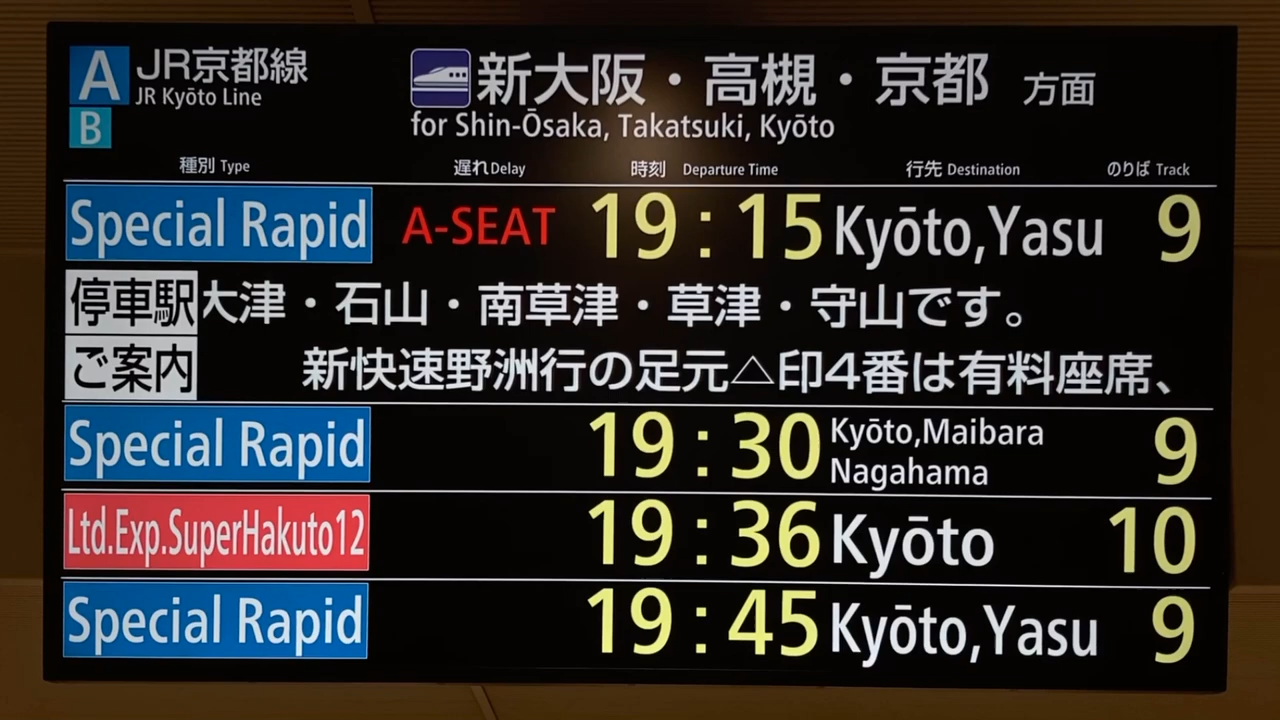 A JR京都線 新大阪・高槻・京都 方面
JR Kyōto Line for Shin-Ōsaka, Takatsuki, Kyōto
B
種別 Type 遅れ Delay 時刻 Departure Time 行先 Destination のりば Track
Special Rapid A-SEAT 19:15 Kyōto,Yasu 9
停車駅 大津・石山・南草津・草津・守山です。
ご案内 新快速野洲行の足元△印4番は有料座席、
Special Rapid 19:30 Kyōto,Maibara Nagahama 9
Ltd.Exp.SuperHakuto12 19:36 Kyōto 10
Special Rapid 19:45 Kyōto,Yasu 9